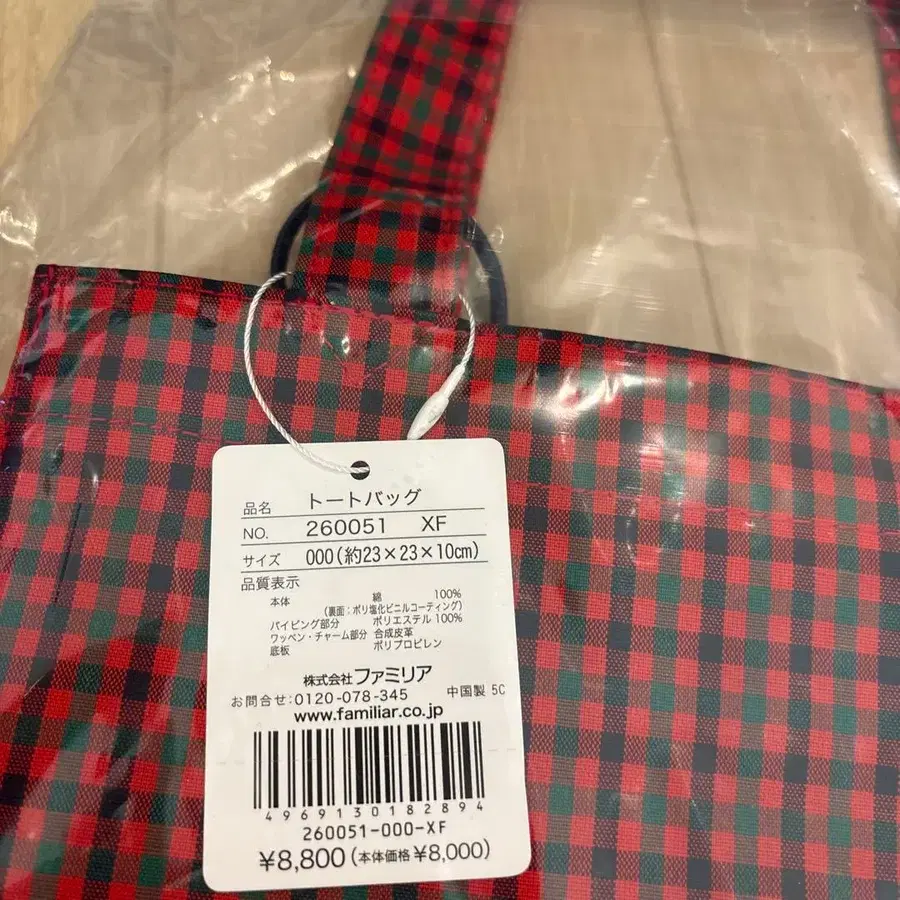 品名 トートバッグ
NO. 260051 XF
サイズ 000(約23×23×10cm)
品質表示
本体 綿 100%
(裏面:ポリ塩化ビニルコーティング)
パイピング部分 ポリエステル 100%
ワッペン・チャーム部分 合成皮革
底板 ポリプロピレン
株式会社ファミリア
お問合せ:0120-078-345 中国製 5C
www.familiar.co.jp
4969130182894
260051-000-XF
¥8,800(本体価格 ¥8,000)